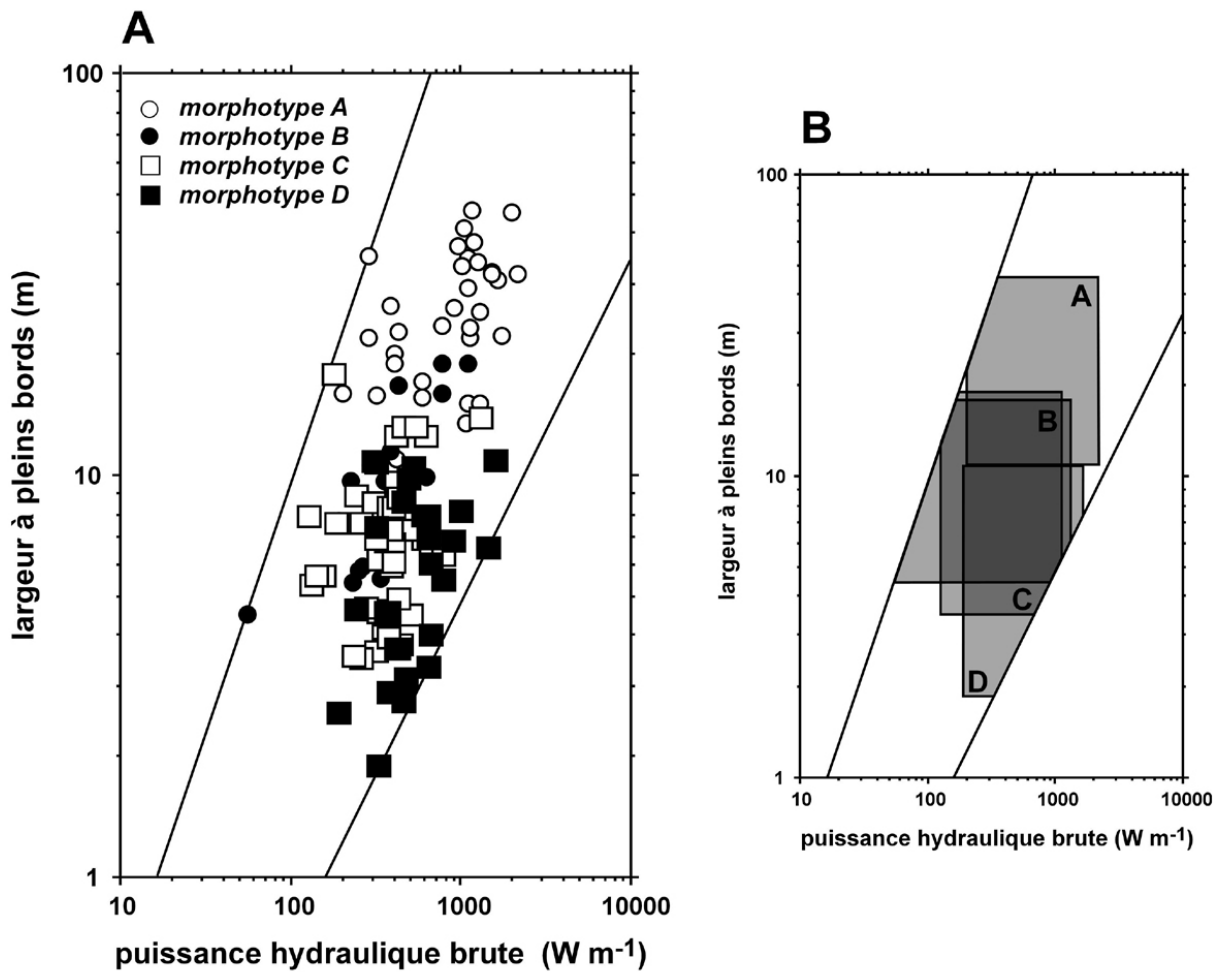 A
100
10
1
10
100
1000
10000
largeur à pleins bords (m)
puissance hydraulique brute (W m-1)
morphotype A
morphotype B
morphotype C
morphotype D
B
100
10
1
10
100
1000
10000
largeur à pleins bords (m)
puissance hydraulique brute (W m-1)
A
B
C
D